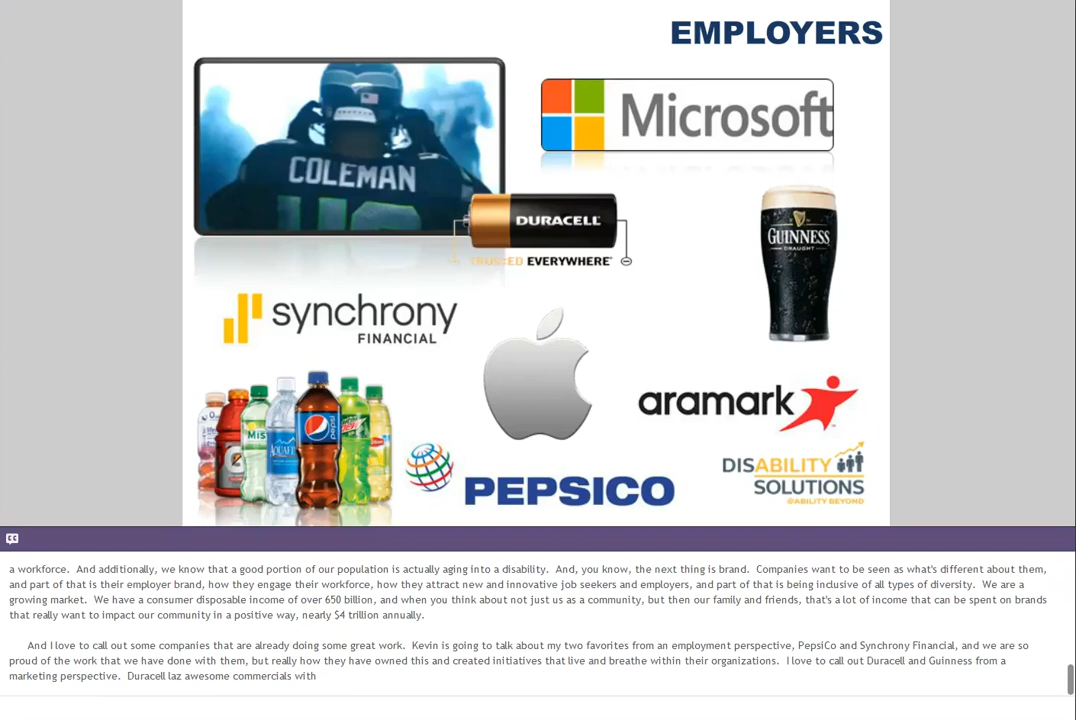 EMPLOYERS
Microsoft
COLEMAN
DURACELL
TRUSTED EVERYWHERE
GUINNESS
DRAUGHT
synchrony
FINANCIAL
aramark
pepsi
Mtn Dew
AQUAFINA
DISABILITY
SOLUTIONS
@ABILITY BEYOND
PEPSICO
a workforce. And additionally, we know that a good portion of our population is actually aging into a disability. And, you know, the next thing is brand. Companies want to be seen as what's different about them,
and part of that is their employer brand, how they engage their workforce, how they attract new and innovative job seekers and employers, and part of that is being inclusive of all types of diversity. We are a
growing market. We have a consumer disposable income of over 650 billion, and when you think about not just us as a community, but then our family and friends, that's a lot of income that can be spent on brands
that really want to impact our community in a positive way, nearly $4 trillion annually.
And I love to call out some companies that are already doing some great work. Kevin is going to talk about my two favorites from an employment perspective, PepsiCo and Synchrony Financial, and we are so
proud of the work that we have done with them, but really how they have owned this and created initiatives that live and breathe within their organizations. I love to call out Duracell and Guinness from a
marketing perspective. Duracell laz awesome commercials with